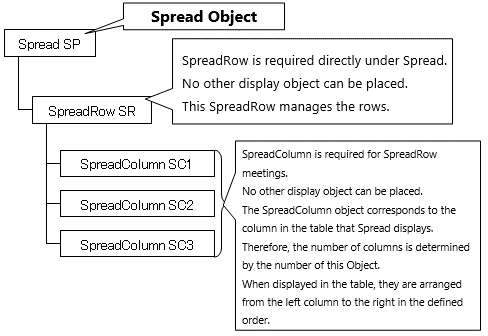 Spread Object
Spread SP
SpreadRow is required directly under Spread.
No other display object can be placed.
This SpreadRow manages the rows.
SpreadRow SR
SpreadColumn SC1
SpreadColumn SC2
SpreadColumn SC3
SpreadColumn is required for SpreadRow
meetings.
No other display object can be placed.
The SpreadColumn object corresponds to the
column in the table that Spread displays.
Therefore, the number of columns is determined
by the number of this Object.
When displayed in the table, they are arranged
from the left column to the right in the defined
order.